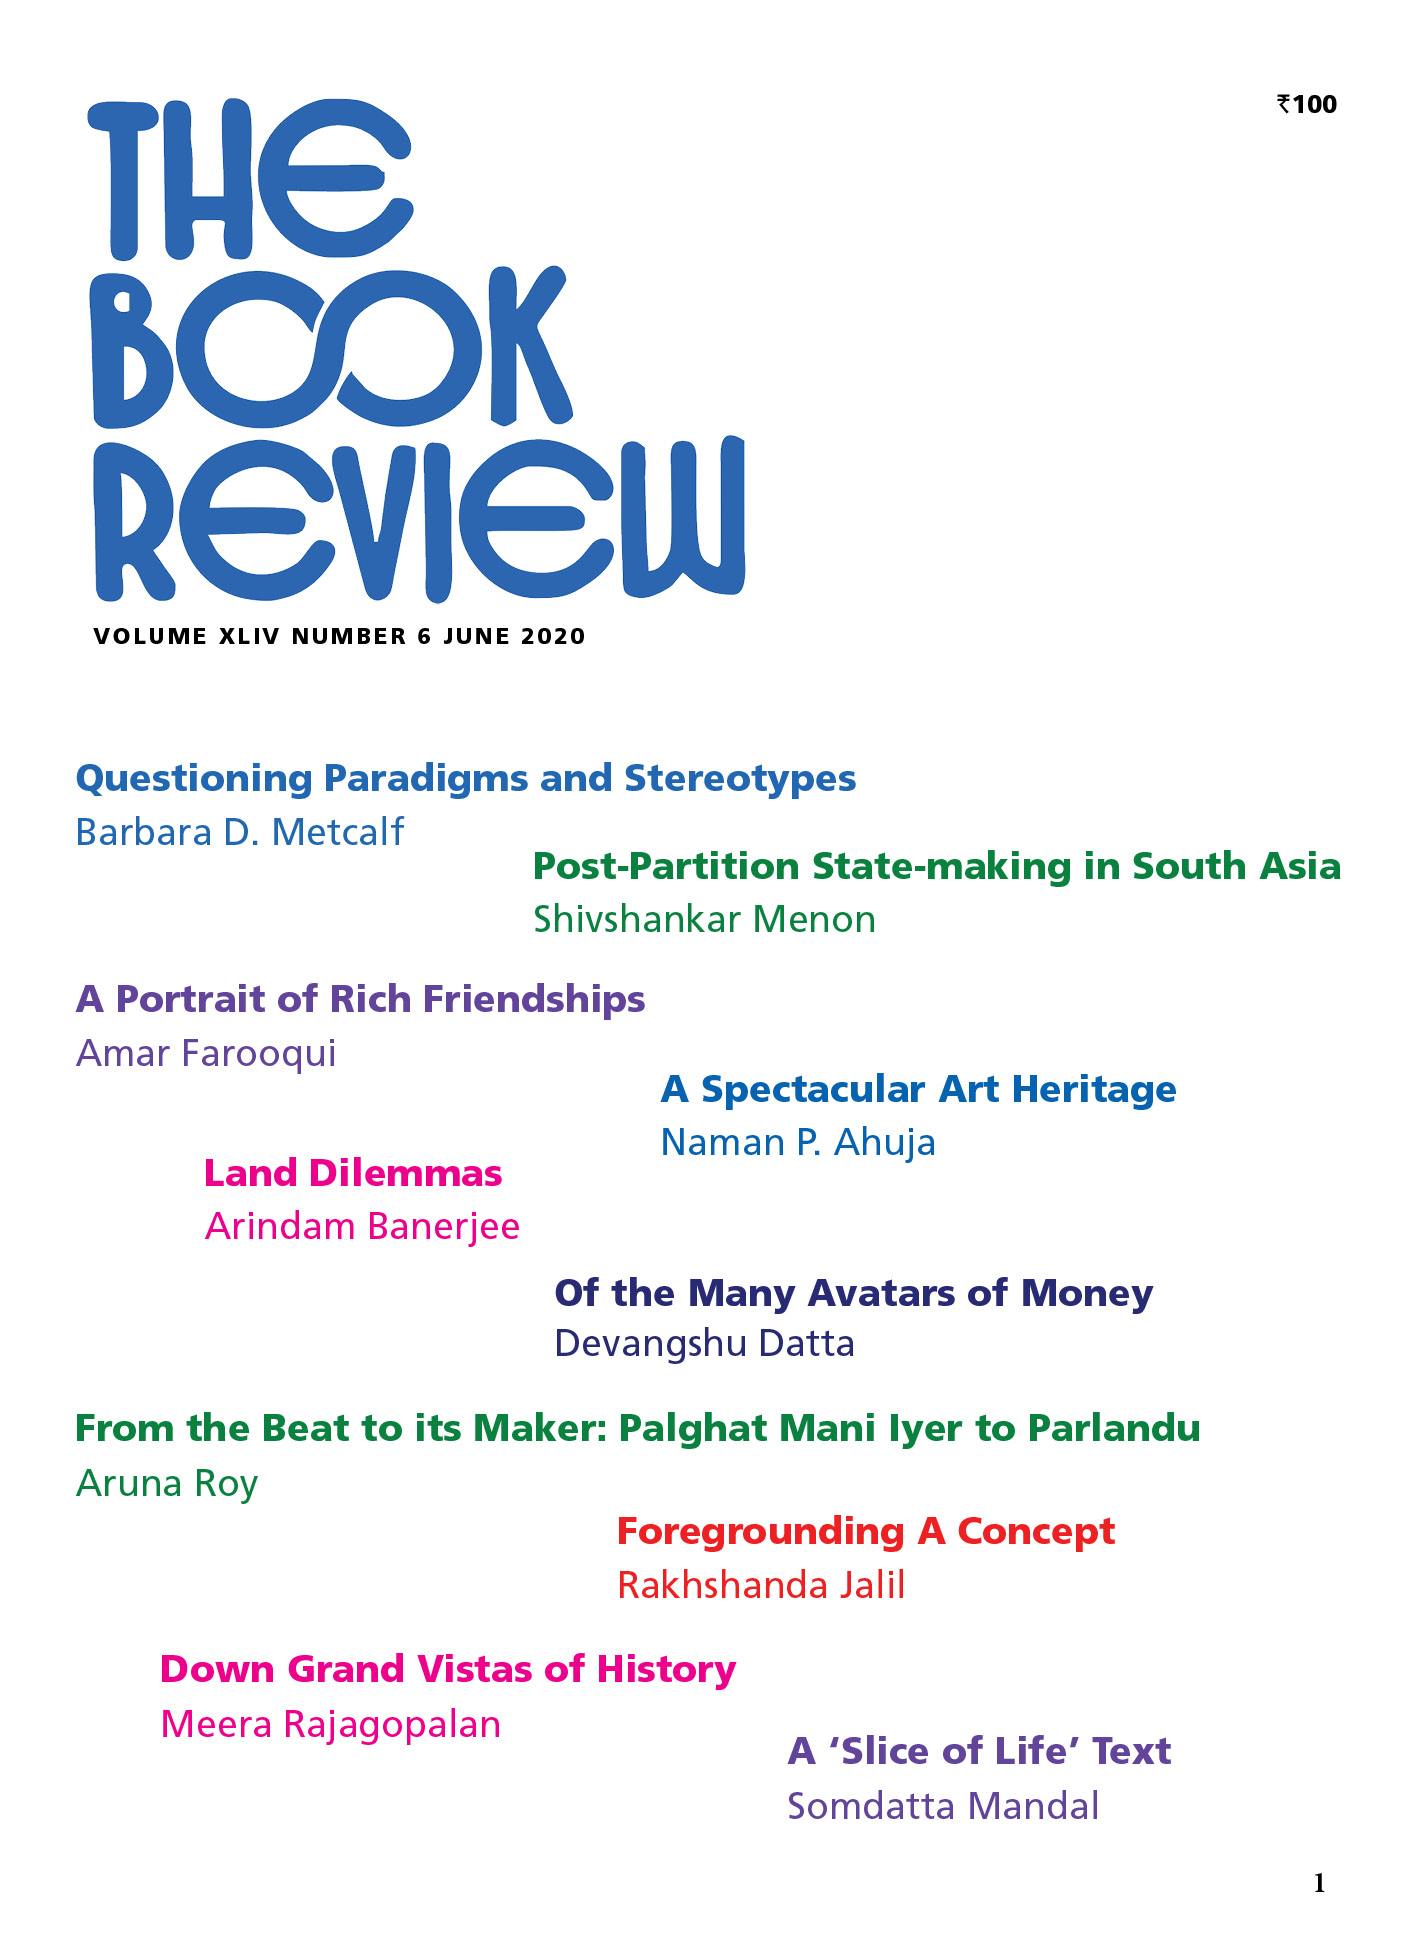 ₹100
THE
BOOK
REVIEW
VOLUME XLIV NUMBER 6 JUNE 2020
Questioning Paradigms and Stereotypes
Barbara D. Metcalf
Post-Partition State-making in South Asia
Shivshankar Menon
A Portrait of Rich Friendships
Amar Farooqui
A Spectacular Art Heritage
Naman P. Ahuja
Land Dilemmas
Arindam Banerjee
Of the Many Avatars of Money
Devangshu Datta
From the Beat to its Maker: Palghat Mani Iyer to Parlandu
Aruna Roy
Foregrounding A Concept
Rakhshanda Jalil
Down Grand Vistas of History
Meera Rajagopalan
A ‘Slice of Life’ Text
Somdatta Mandal
1